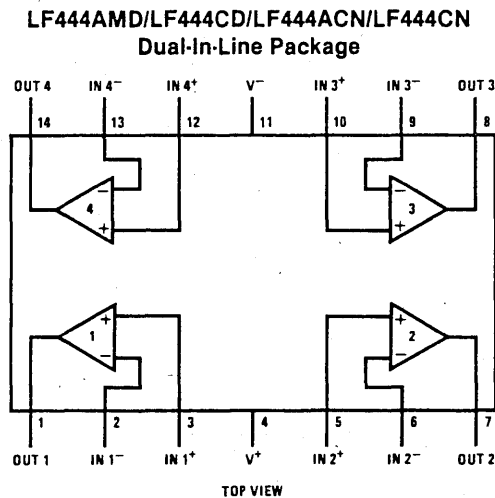 LF444AMD/LF444CD/LF444ACN/LF444CN
Dual-In-Line Package
OUT 4 IN 4− IN 4+ V− IN 3+ IN 3− OUT 3
14 13 12 11 10 9 8
− −
4 3
+ +
+ +
1 2
− −
1 2 3 4 5 6 7
OUT 1 IN 1− IN 1+ V+ IN 2+ IN 2− OUT 2
TOP VIEW